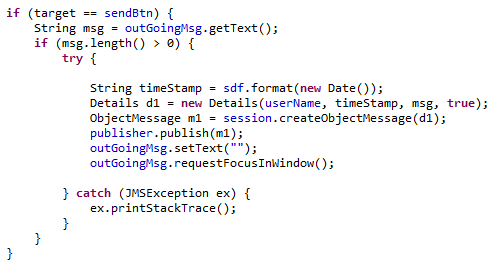 if (target == sendBtn) {
    String msg = outGoingMsg.getText();
    if (msg.length() > 0) {
        try {

            String timeStamp = sdf.format(new Date());
            Details d1 = new Details(userName, timeStamp, msg, true);
            ObjectMessage m1 = session.createObjectMessage(d1);
            publisher.publish(m1);
            outGoingMsg.setText("");
            outGoingMsg.requestFocusInWindow();

        } catch (JMSException ex) {
            ex.printStackTrace();
        }
    }
}